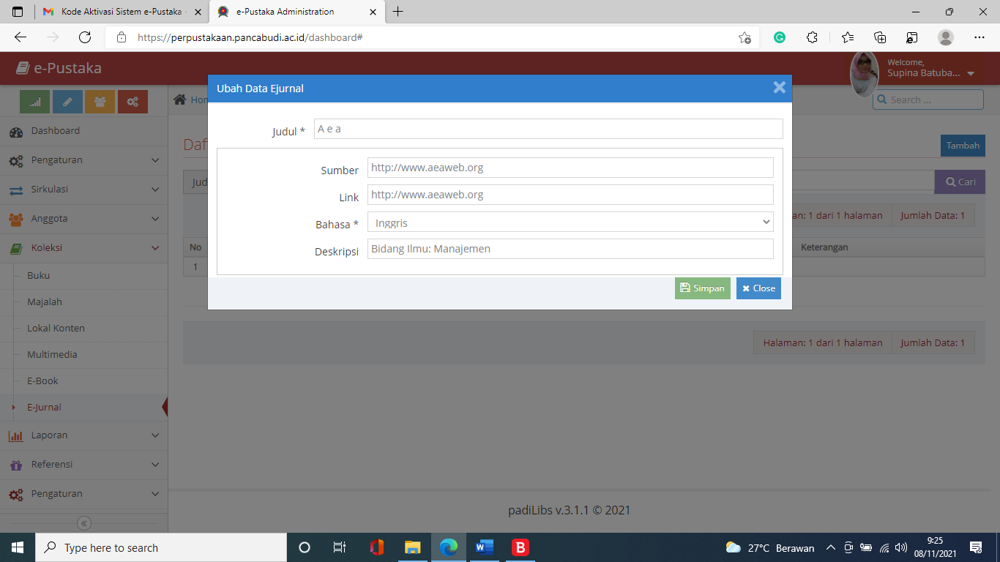 Kode Aktivasi Sistem e-Pustaka -
e-Pustaka Administration
https://perpustakaan.pancabudi.ac.id/dashboard#
e-Pustaka
Welcome,
Supina Batuba...
Search ...
Ubah Data Ejurnal
Judul * A e a
Sumber http://www.aeaweb.org
Link http://www.aeaweb.org
Bahasa * Inggris
Deskripsi Bidang Ilmu: Manajemen
Simpan Close
Dashboard
Pengaturan
Sirkulasi
Anggota
Koleksi
Buku
Majalah
Lokal Konten
Multimedia
E-Book
E-Jurnal
Laporan
Referensi
Pengaturan
Tambah
Cari
1 dari 1 halaman Jumlah Data: 1
No Keterangan
1
Halaman: 1 dari 1 halaman Jumlah Data: 1
padiLibs v.3.1.1 © 2021
Type here to search
27°C Berawan
9:25
08/11/2021